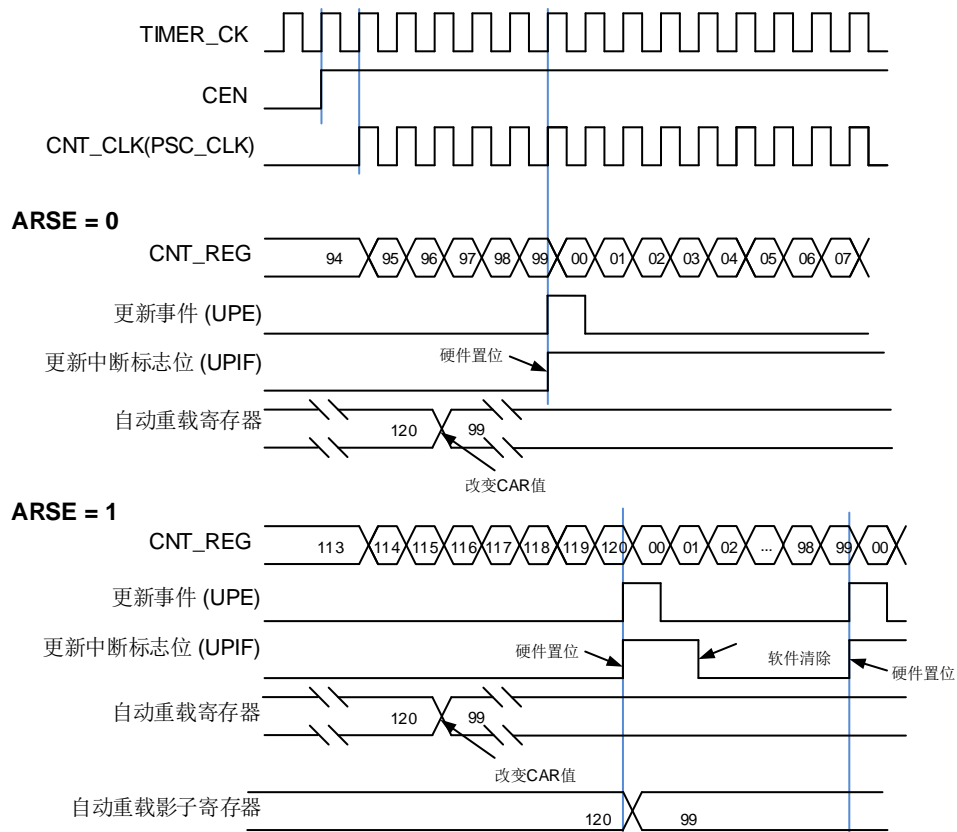 TIMER_CK
CEN
CNT_CLK(PSC_CLK)
ARSE = 0
CNT_REG 94 95 96 97 98 99 00 01 02 03 04 05 06 07
更新事件 (UPE)
更新中断标志位 (UPIF) 硬件置位
自动重载寄存器 120 99
改变CAR值
ARSE = 1
CNT_REG 113 114 115 116 117 118 119 120 00 01 02 ... 98 99 00
更新事件 (UPE)
更新中断标志位 (UPIF) 硬件置位 软件清除 硬件置位
自动重载寄存器 120 99
改变CAR值
自动重载影子寄存器 120 99